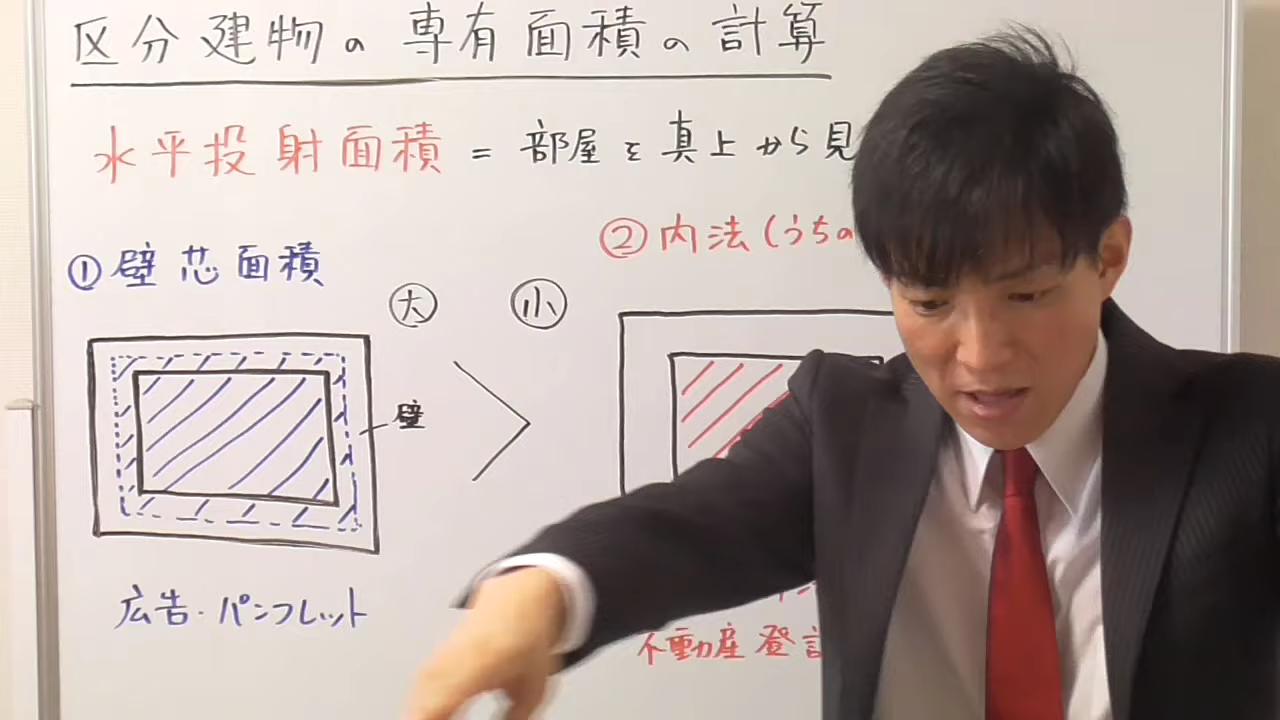 区分建物の専有面積の計算
水平投射面積 = 部屋を真上から見
①壁芯面積
大
>
小
壁
広告・パンフレット
②内法(うちの
不動産登記